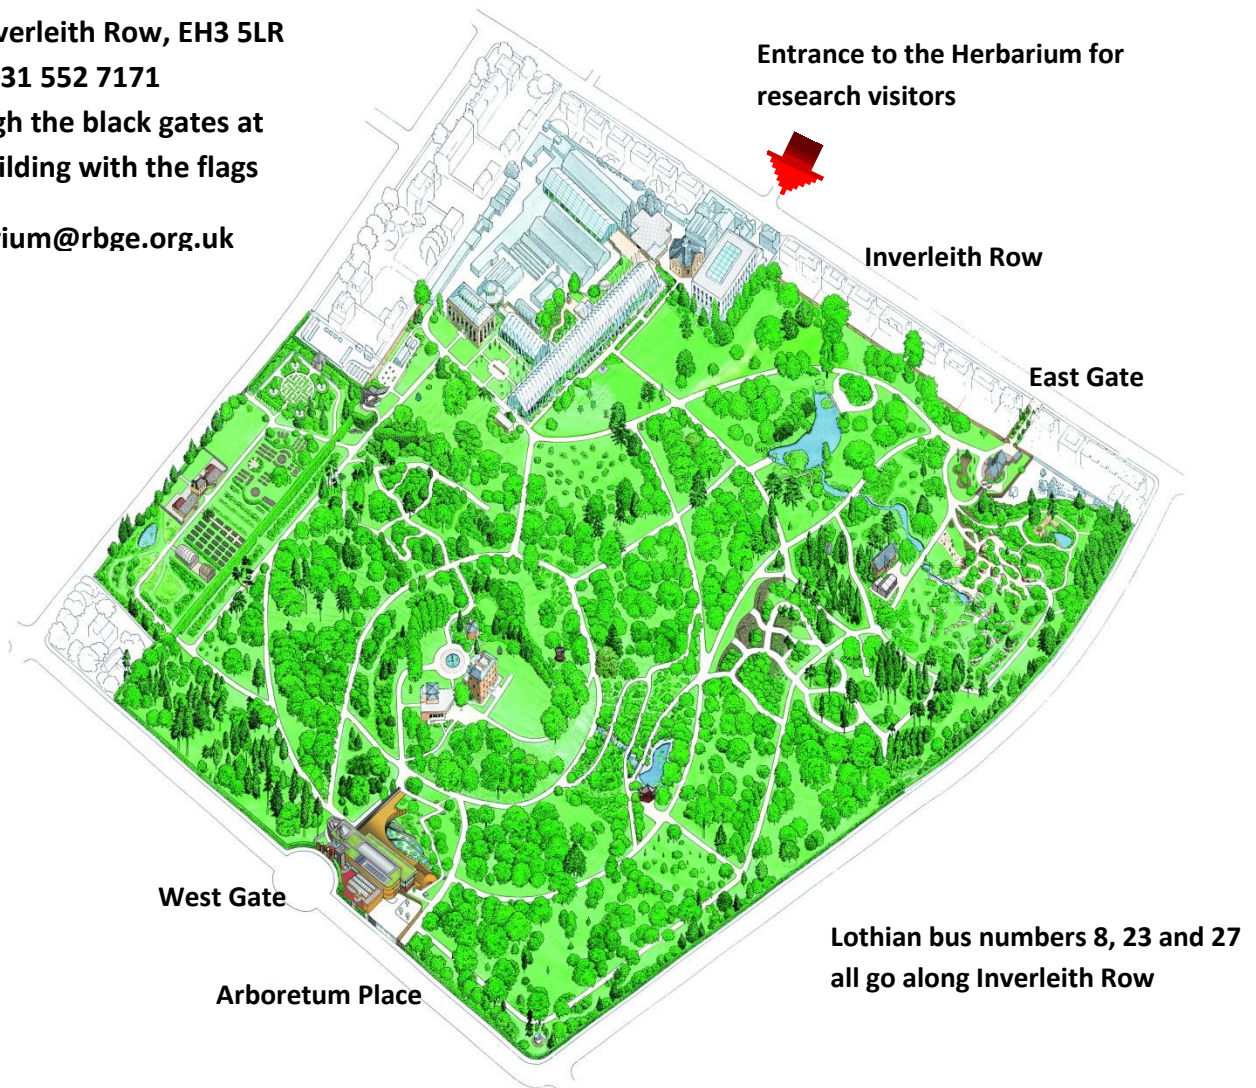 verleith Row, EH3 5LR
31 552 7171
gh the black gates at
ilding with the flags
rium@rbge.org.uk
Entrance to the Herbarium for
research visitors
Inverleith Row
East Gate
West Gate
Arboretum Place
Lothian bus numbers 8, 23 and 27
all go along Inverleith Row